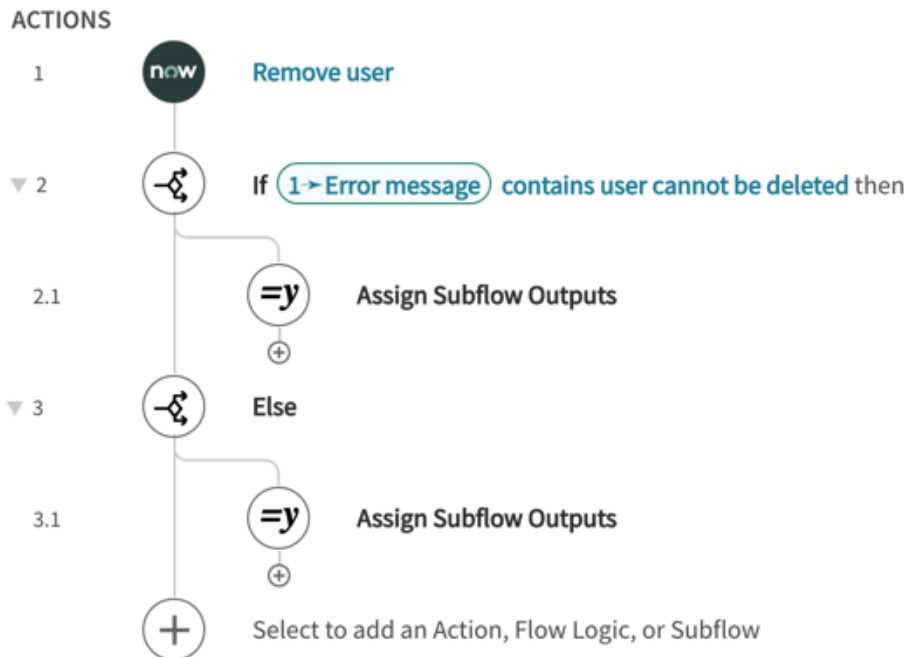 ACTIONS
1 now Remove user
2 If 1➛Error message contains user cannot be deleted then
2.1 =y Assign Subflow Outputs
3 Else
3.1 =y Assign Subflow Outputs
Select to add an Action, Flow Logic, or Subflow